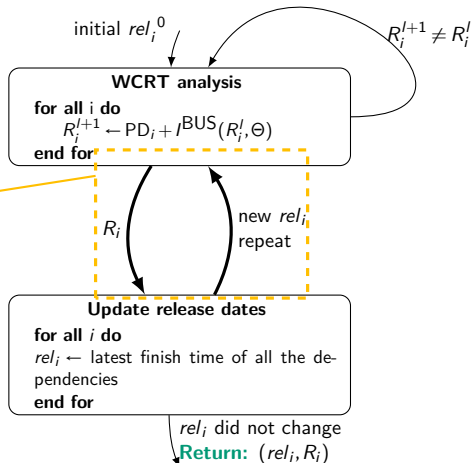 initial rel_i^0
R_i^{l+1} ≠ R_i^l
WCRT analysis
for all i do
R_i^{l+1} ← PD_i + I^{BUS}(R_i^l, Θ)
end for
R_i
new rel_i
repeat
Update release dates
for all i do
rel_i ← latest finish time of all the de-
pendencies
end for
rel_i did not change
Return: (rel_i, R_i)